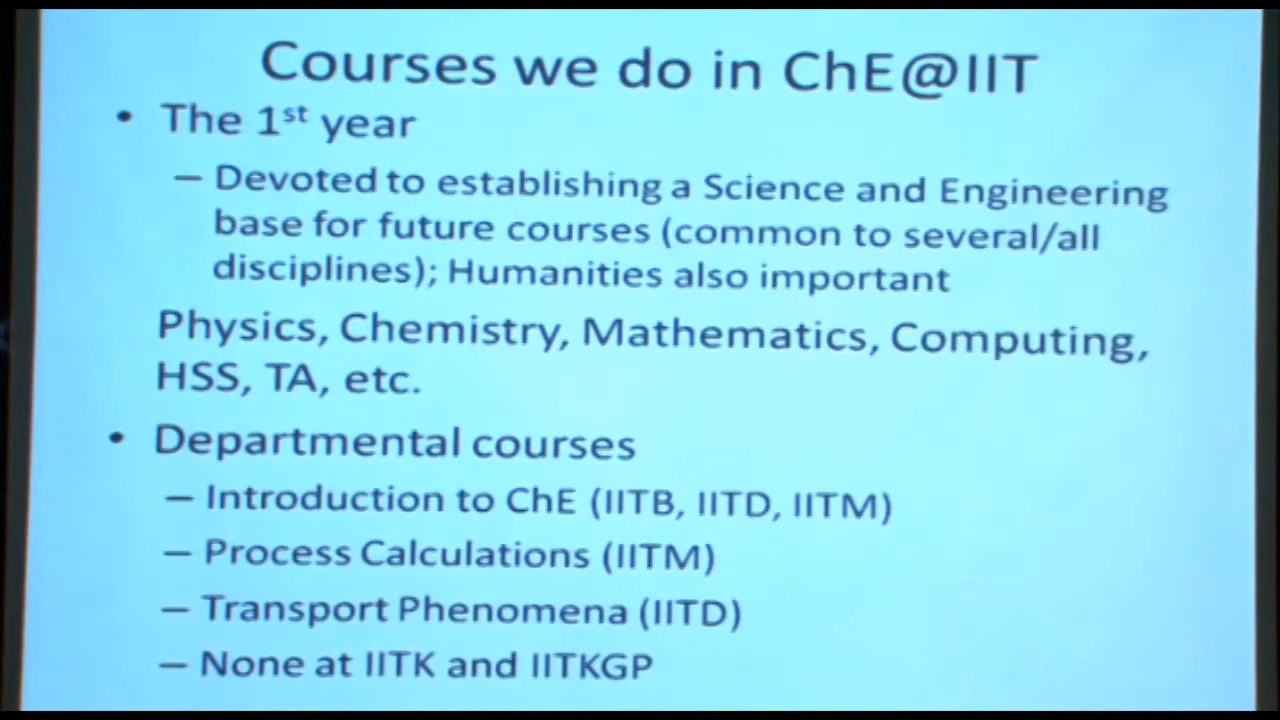 Courses we do in ChE@IIT
• The 1st year
– Devoted to establishing a Science and Engineering
base for future courses (common to several/all
disciplines); Humanities also important
Physics, Chemistry, Mathematics, Computing,
HSS, TA, etc.
• Departmental courses
– Introduction to ChE (IITB, IITD, IITM)
– Process Calculations (IITM)
– Transport Phenomena (IITD)
– None at IITK and IITKGP